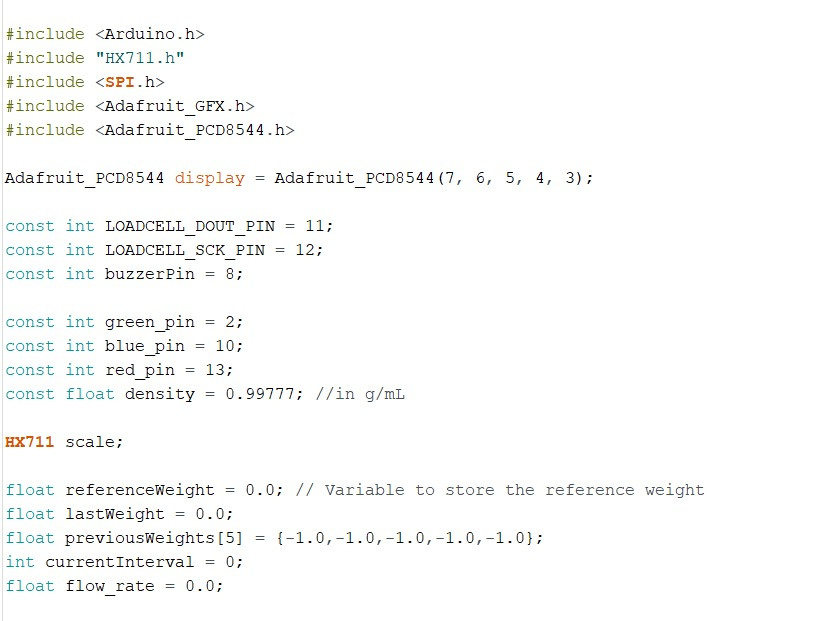 #include <Arduino.h>
#include "HX711.h"
#include <SPI.h>
#include <Adafruit_GFX.h>
#include <Adafruit_PCD8544.h>
Adafruit_PCD8544 display = Adafruit_PCD8544(7, 6, 5, 4, 3);
const int LOADCELL_DOUT_PIN = 11;
const int LOADCELL_SCK_PIN = 12;
const int buzzerPin = 8;
const int green_pin = 2;
const int blue_pin = 10;
const int red_pin = 13;
const float density = 0.99777; //in g/mL
HX711 scale;
float referenceWeight = 0.0; // Variable to store the reference weight
float lastWeight = 0.0;
float previousWeights[5] = {-1.0,-1.0,-1.0,-1.0,-1.0};
int currentInterval = 0;
float flow_rate = 0.0;